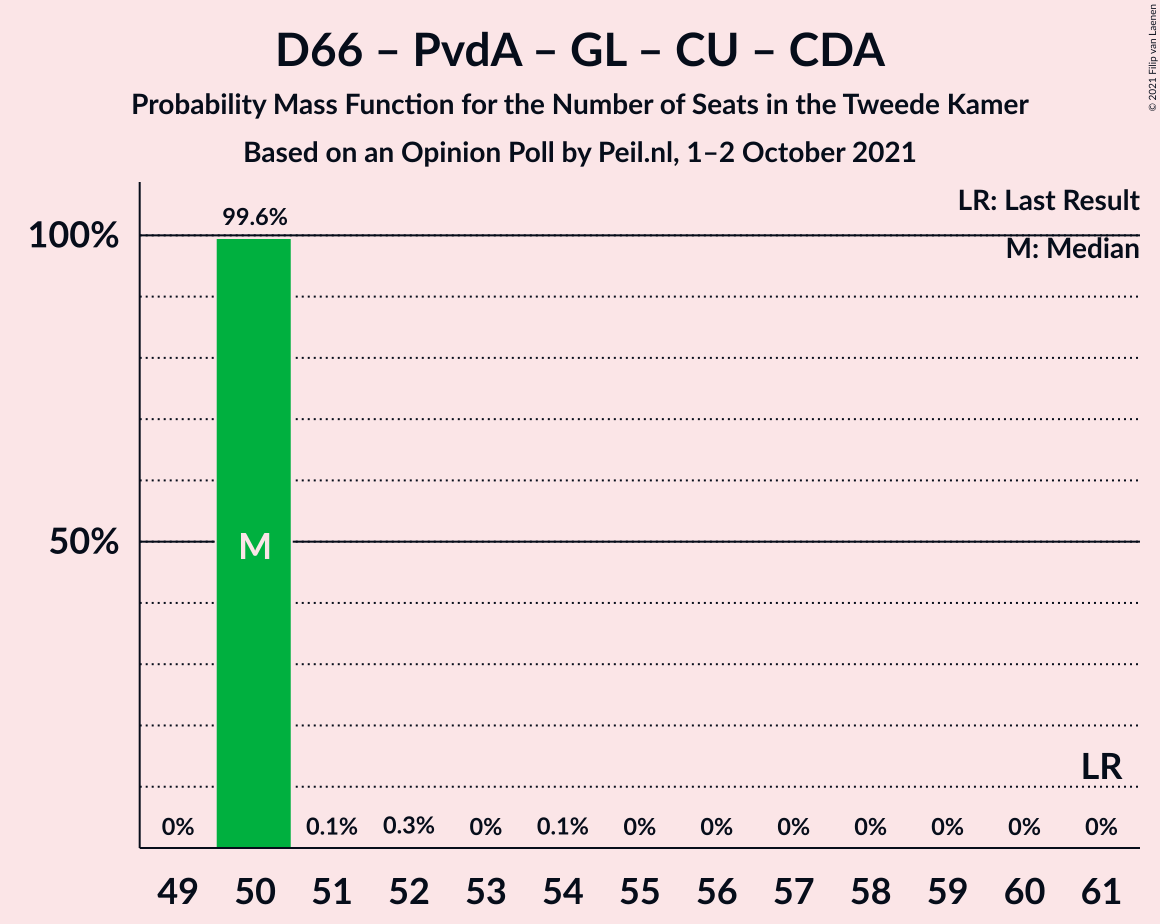 D66 – PvdA – GL – CU – CDA
Probability Mass Function for the Number of Seats in the Tweede Kamer
Based on an Opinion Poll by Peil.nl, 1–2 October 2021
© 2021 Filip van Laenen
LR: Last Result
M: Median
99.6%
100%
50%
M
LR
0% 0.1% 0.3% 0% 0.1% 0% 0% 0% 0% 0% 0% 0%
49 50 51 52 53 54 55 56 57 58 59 60 61